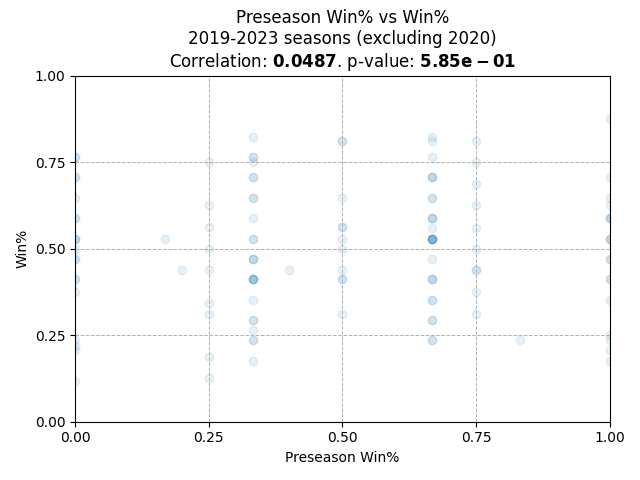 Preseason Win% vs Win%
2019-2023 seasons (excluding 2020)
Correlation: 0.0487. p-value: 5.85e − 01
1.00
0.75
0.50
0.25
0.00
Win%
0.00 0.25 0.50 0.75 1.00
Preseason Win%